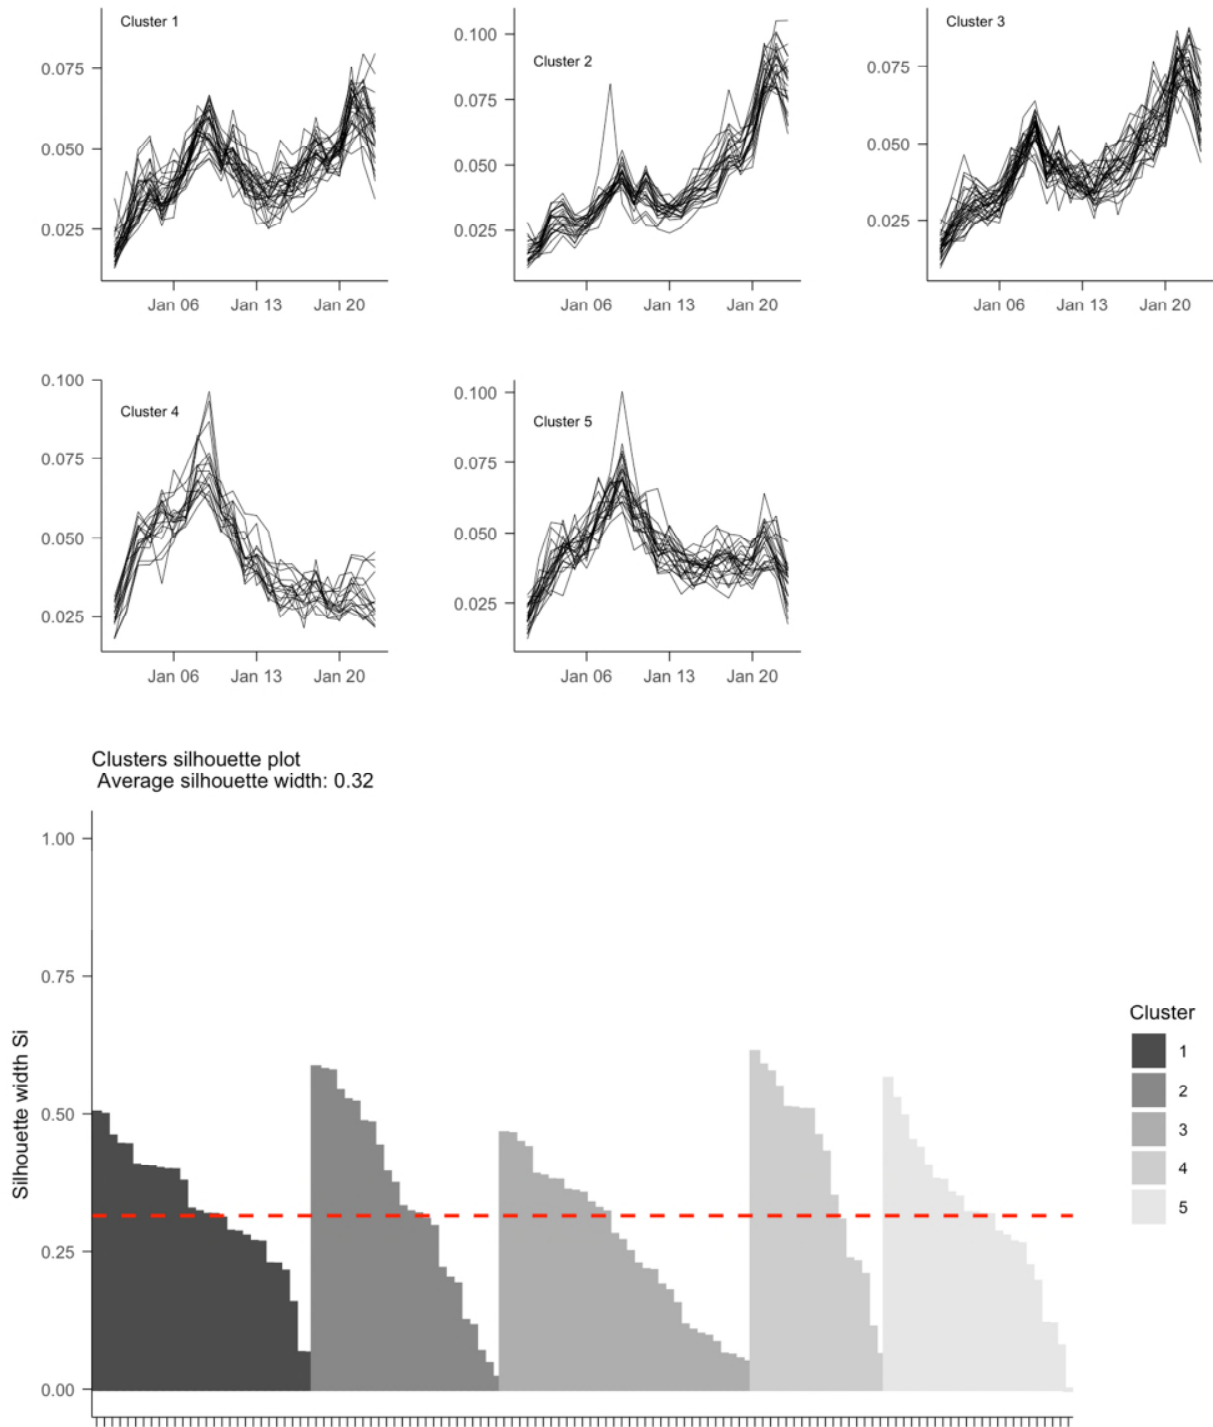 Cluster 1
0.075
0.050
0.025
Jan 06 Jan 13 Jan 20
Cluster 2
0.100
0.075
0.050
0.025
Jan 06 Jan 13 Jan 20
Cluster 3
0.075
0.050
0.025
Jan 06 Jan 13 Jan 20
Cluster 4
0.100
0.075
0.050
0.025
Jan 06 Jan 13 Jan 20
Cluster 5
0.100
0.075
0.050
0.025
Jan 06 Jan 13 Jan 20
Clusters silhouette plot
Average silhouette width: 0.32
Silhouette width Si
1.00
0.75
0.50
0.25
0.00
Cluster
1
2
3
4
5